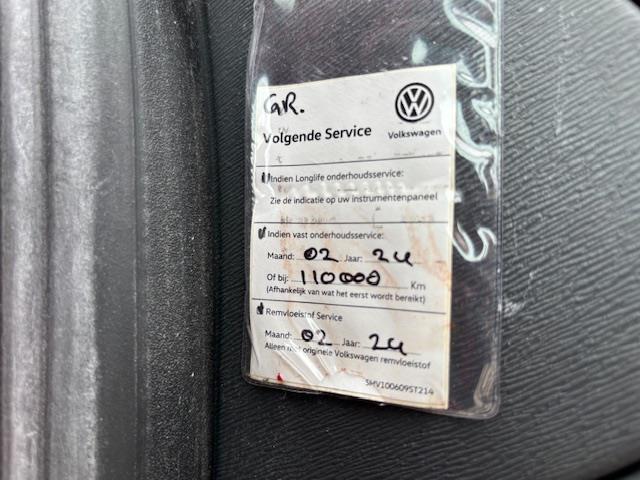 GR.
Volgende Service
Volkswagen
Indien Longlife onderhoudsservice:
Zie de indicatie op uw instrumentenpaneel
Indien vast onderhoudsservice:
Maand: 02 Jaar: 24
Of bij: 110000 Km
(Afhankelijk van wat het eerst wordt bereikt)
Remvloeistof Service
Maand: 02 Jaar: 24
Alleen met originele Volkswagen remvloeistof
5MV100609ST214